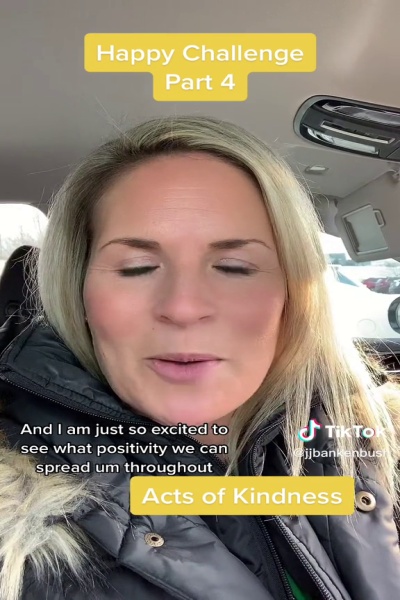 Happy Challenge
Part 4
And I am just so excited to
see what positivity we can
spread um throughout
TikTok
@jjbankenbush
Acts of Kindness